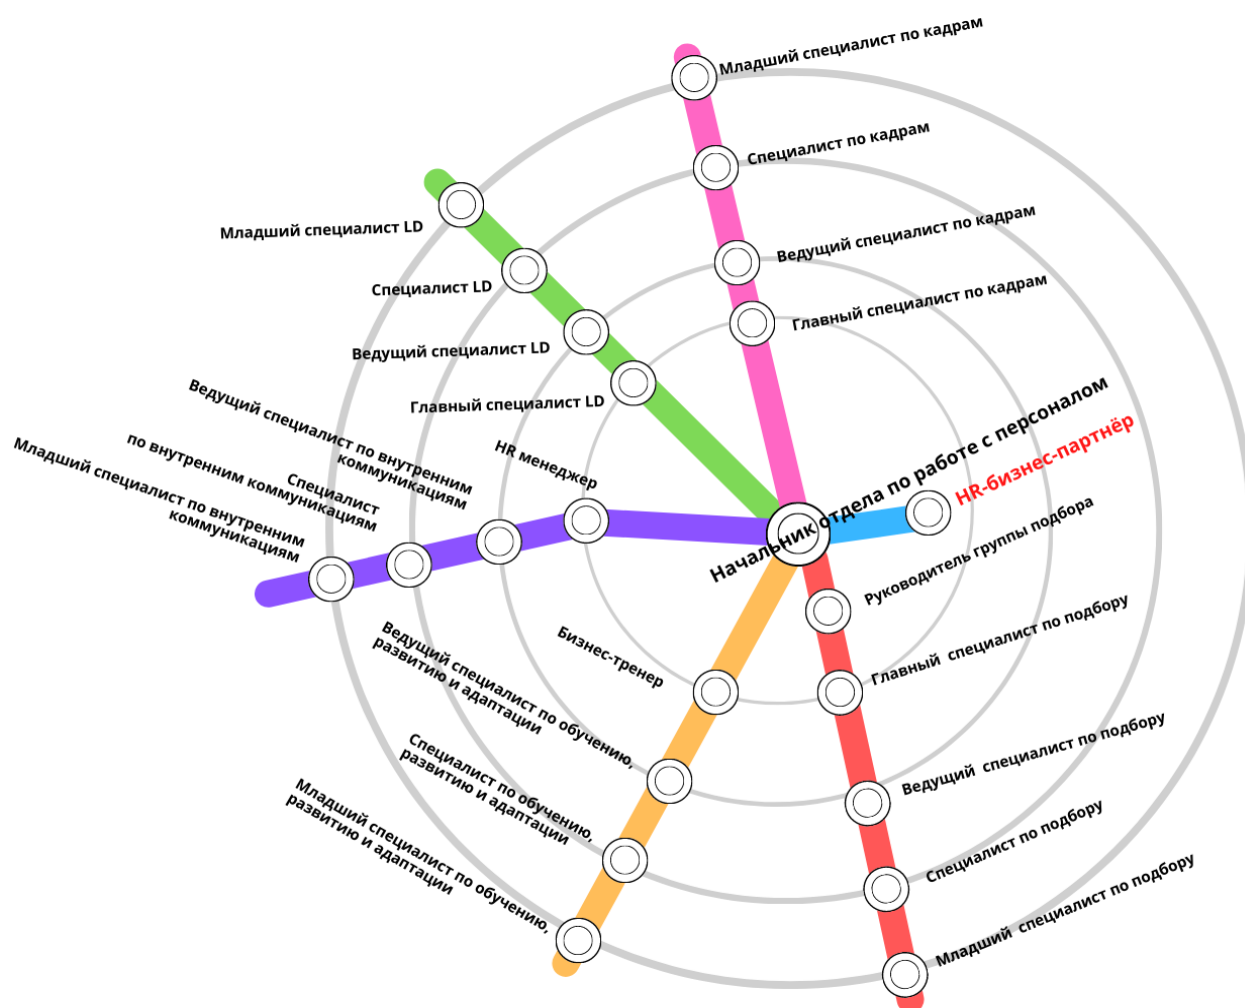 Младший специалист по кадрам
Специалист по кадрам
Ведущий специалист по кадрам
Главный специалист по кадрам
Младший специалист LD
Специалист LD
Ведущий специалист LD
Главный специалист LD
HR менеджер
Ведущий специалист по внутренним
коммуникациям
Специалист
по внутренним коммуникациям
Младший специалист по внутренним
коммуникациям
Начальник отдела по работе с персоналом
HR-бизнес-партнёр
Руководитель группы подбора
Главный специалист по подбору
Ведущий специалист по подбору
Специалист по подбору
Младший специалист по подбору
Бизнес-тренер
Ведущий специалист по обучению,
развитию и адаптации
Специалист по обучению,
развитию и адаптации
Младший специалист по обучению,
развитию и адаптации